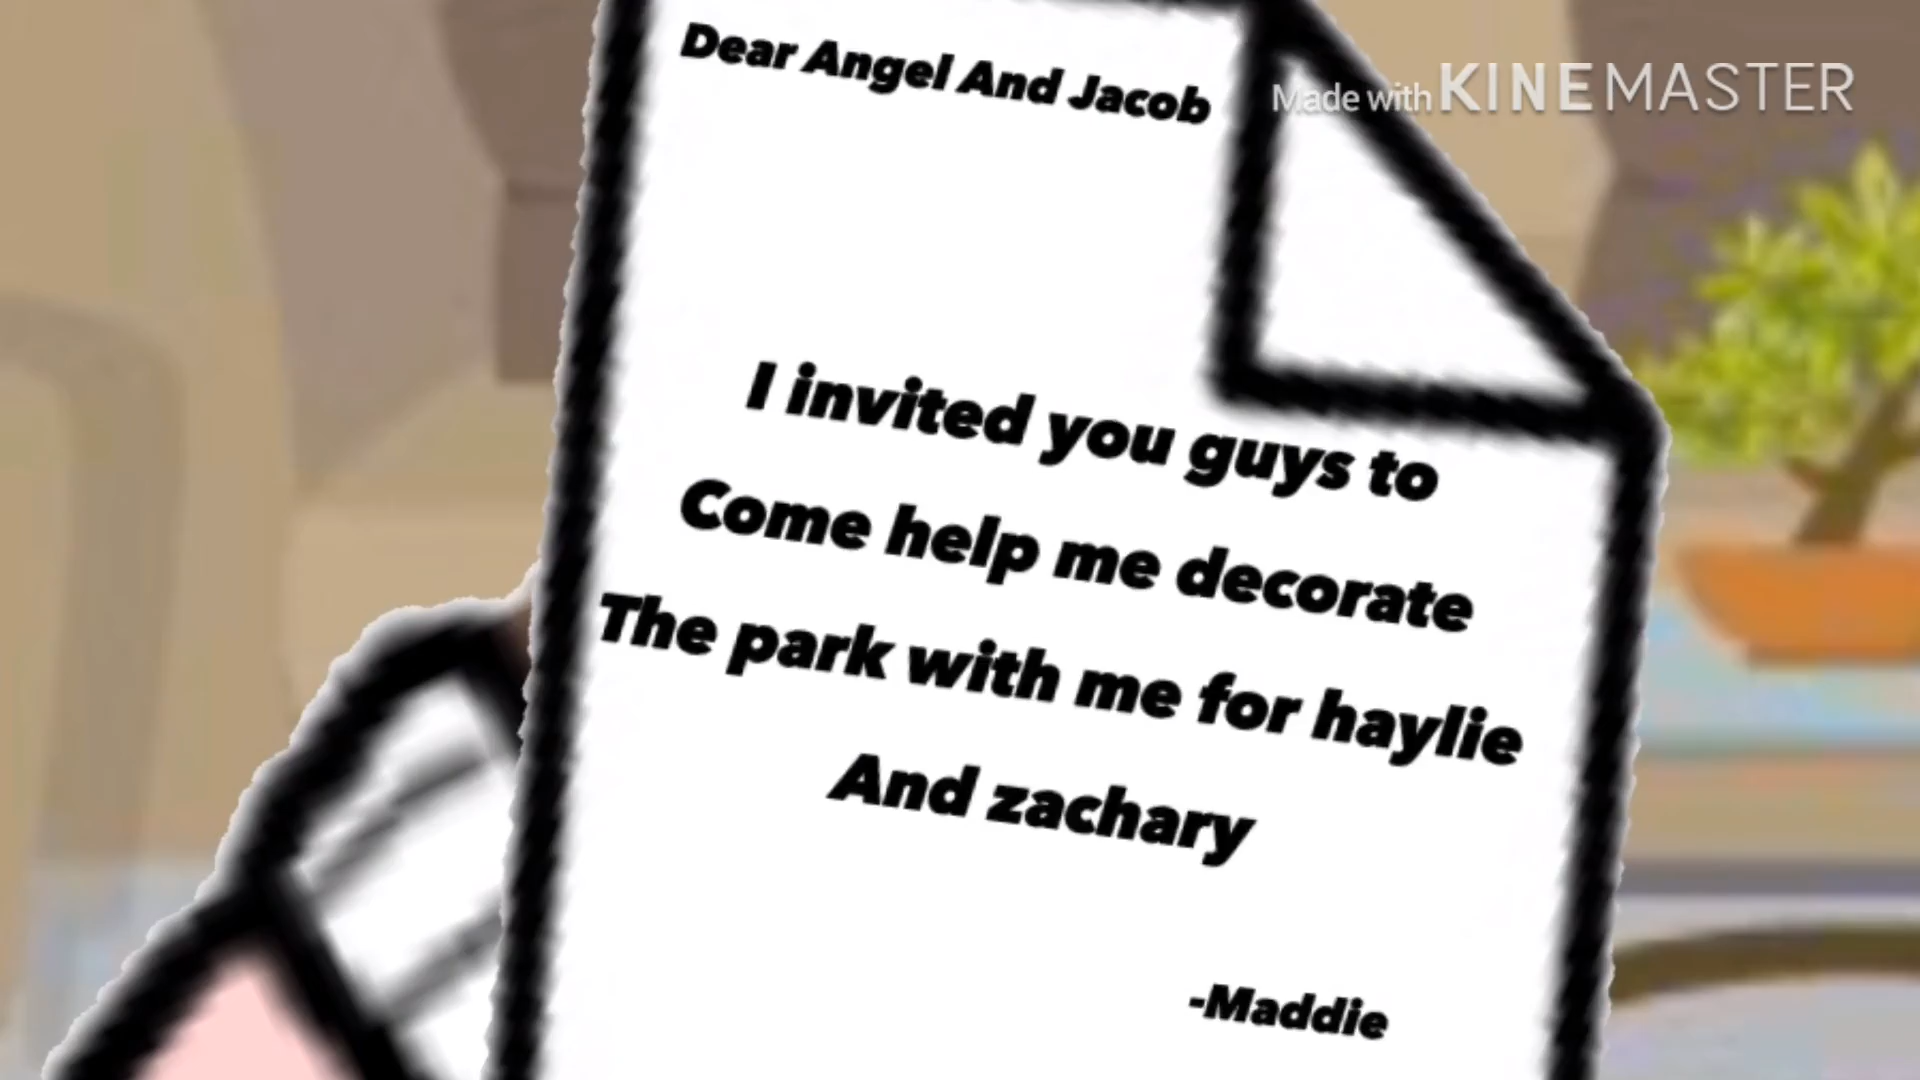 Dear Angel And Jacob
Made with KINEMASTER
I invited you guys to
Come help me decorate
The park with me for haylie
And zachary
-Maddie